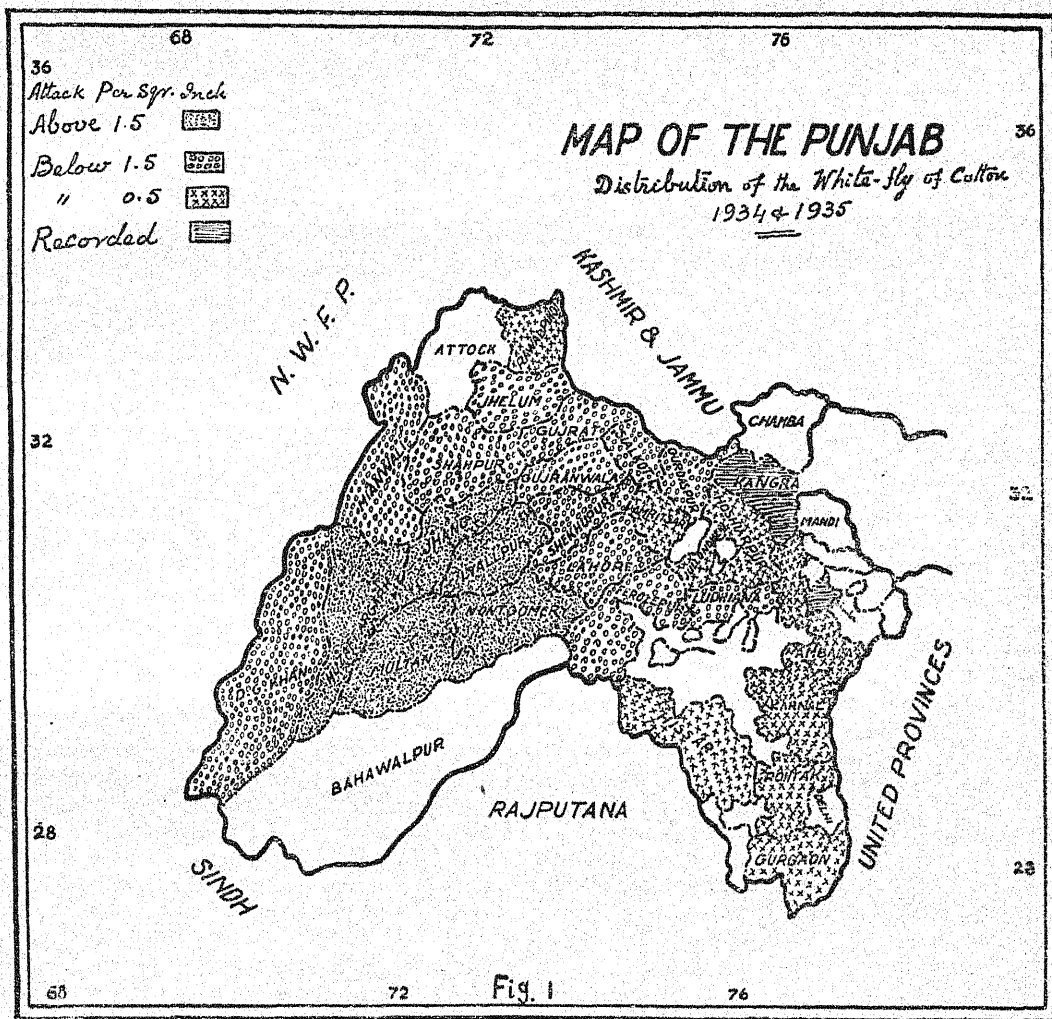 68 72 76
36
Attack Per Sqr. Inch
Above 1.5
Below 1.5
" 0.5
Recorded
MAP OF THE PUNJAB
36
Distribution of the White-fly of Cotton
1934 & 1935
N. W. F. P.
KASHMIR & JAMMU
ATTOCK
JHELUM
CHAMBA
32
GUJRAT
SHAHPUR
GUJRANWALA
KANGRA
32
MANDI
JHANG
LAHORE
LUDHIANA
MULTAN
KARNAL
BAHAWALPUR
ROHTAK
DELHI
RAJPUTANA
UNITED PROVINCES
28
GURGAON
28
SINDH
68 72 Fig. 1 76